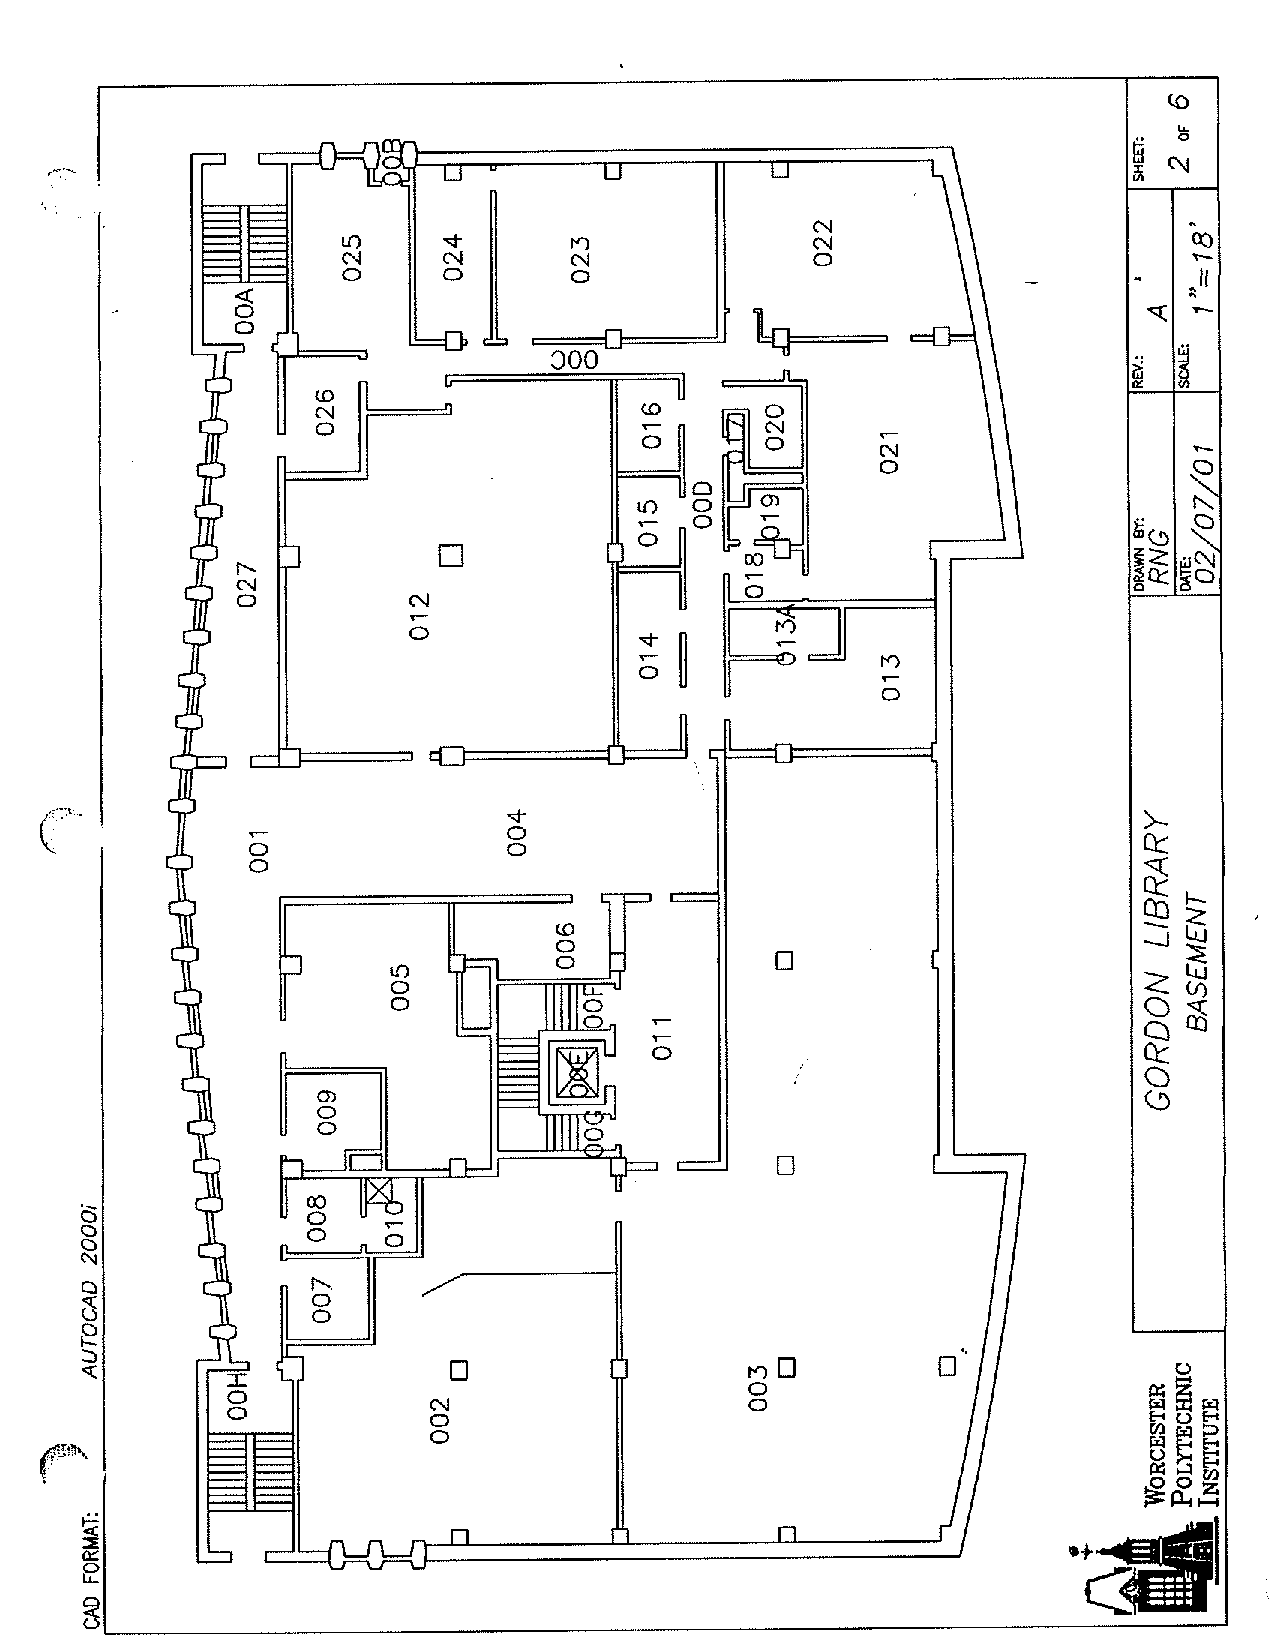 CAD FORMAT: AUTOCAD 2000i
00H
00A
027
001
007
008
009
026
025
00B
010
002
005
012
024
004
006
00C
023
00G
00E
00F
011
014
015
016
00D
017
018
019
020
013A
003
022
013
021
WORCESTER
POLYTECHNIC
INSTITUTE
GORDON LIBRARY
BASEMENT
DRAWN BY:
RNG
DATE:
02/07/01
REV.:
A
SCALE:
1"=18'
SHEET:
2 OF 6